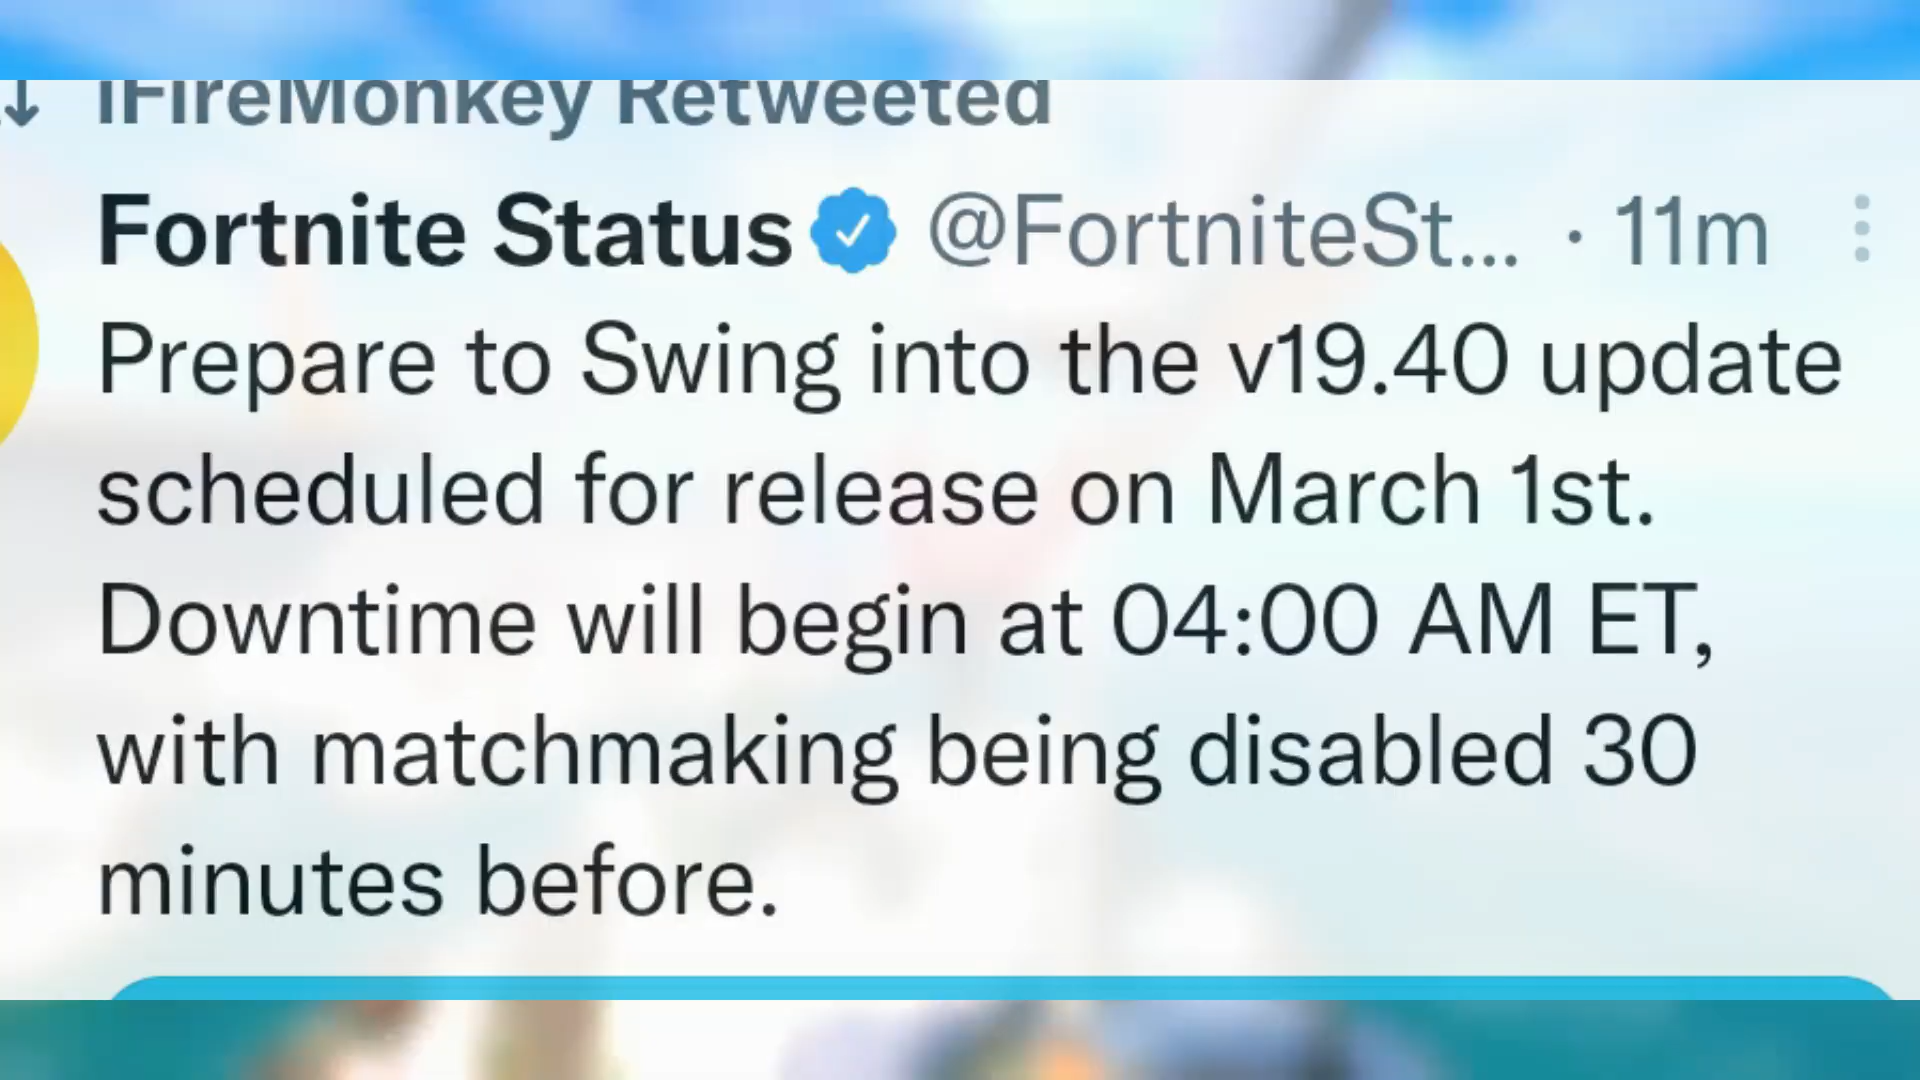 iFireMonkey Retweeted
Fortnite Status @FortniteSt... · 11m
Prepare to Swing into the v19.40 update
scheduled for release on March 1st.
Downtime will begin at 04:00 AM ET,
with matchmaking being disabled 30
minutes before.